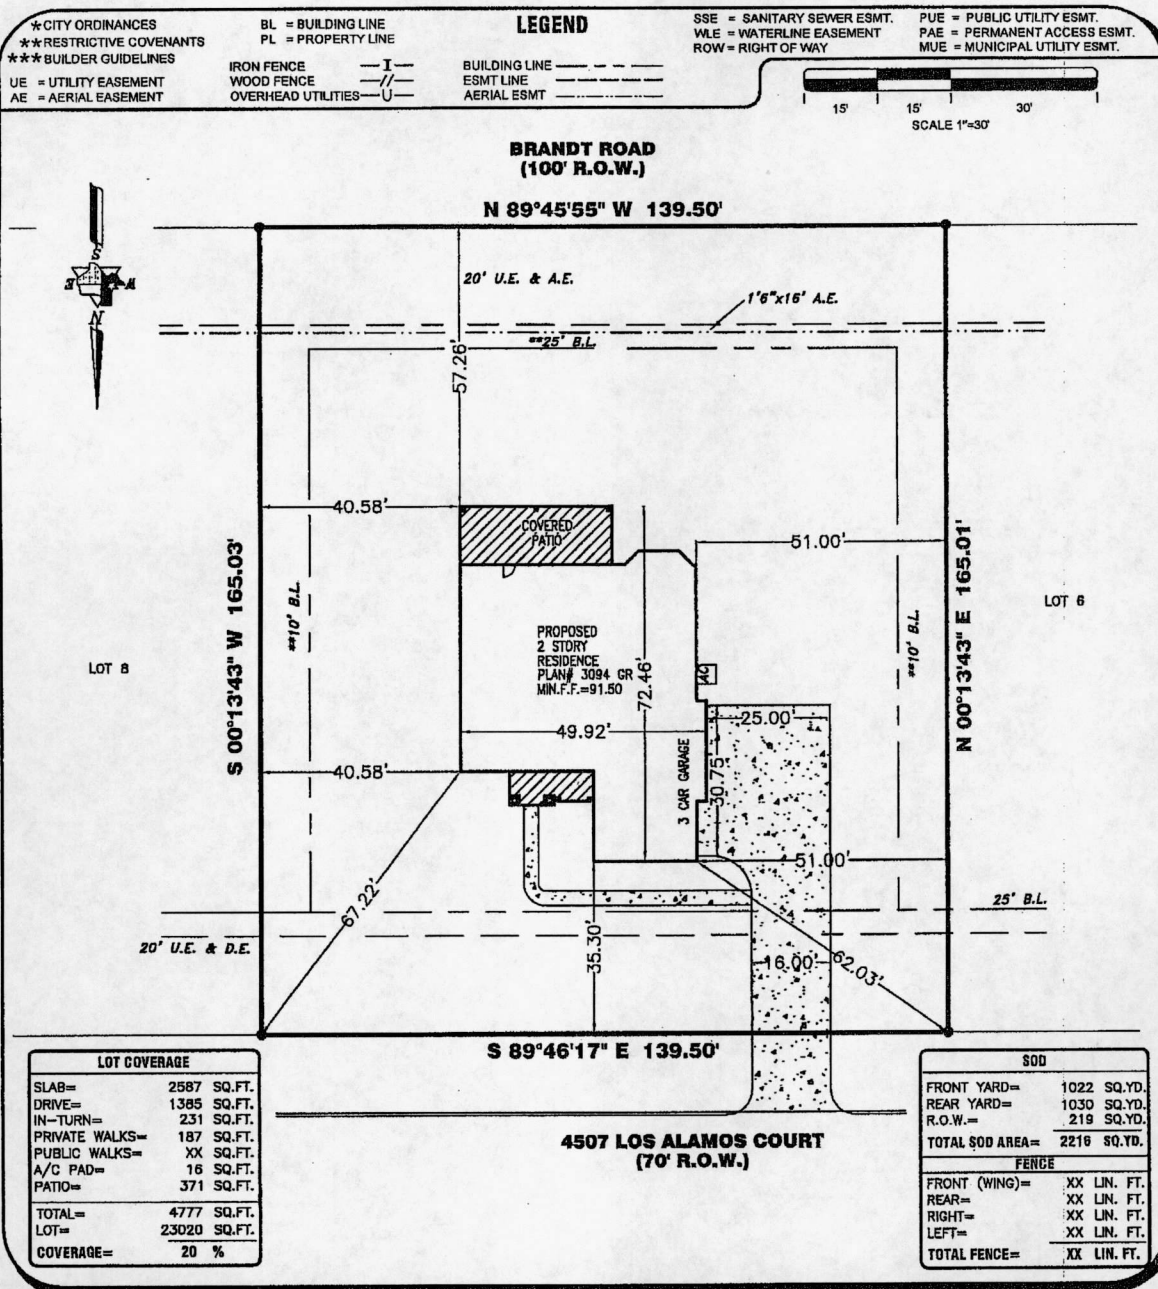 *CITY ORDINANCES
**RESTRICTIVE COVENANTS
***BUILDER GUIDELINES
UE = UTILITY EASEMENT
AE = AERIAL EASEMENT
BL = BUILDING LINE
PL = PROPERTY LINE
IRON FENCE I
WOOD FENCE //
OVERHEAD UTILITIES U
LEGEND
BUILDING LINE
ESMT LINE
AERIAL ESMT
SSE = SANITARY SEWER ESMT.
WLE = WATERLINE EASEMENT
ROW = RIGHT OF WAY
PUE = PUBLIC UTILITY ESMT.
PAE = PERMANENT ACCESS ESMT.
MUE = MUNICIPAL UTILITY ESMT.
15' 15' 30'
SCALE 1"=30'
BRANDT ROAD
(100' R.O.W.)
N 89°45'55" W 139.50'
S
E W
N
20' U.E. & A.E.
1'6"x16' A.E.
**25' B.L.
57.26'
40.58'
COVERED
PATIO
51.00'
S 00°13'43" W 165.03'
**10' B.L.
N 00°13'43" E 165.01'
**10' B.L.
LOT 6
LOT 8
PROPOSED
2 STORY
RESIDENCE
PLAN# 3094 GR
MIN.F.F.=91.50
72.46'
AC
49.92'
25.00'
3 CAR GARAGE
30.75'
40.58'
51.00'
67.22'
25' B.L.
20' U.E. & D.E.
35.30'
16.00'
62.03'
S 89°46'17" E 139.50'
4507 LOS ALAMOS COURT
(70' R.O.W.)
LOT COVERAGE
SLAB= 2587 SQ.FT.
DRIVE= 1385 SQ.FT.
IN-TURN= 231 SQ.FT.
PRIVATE WALKS= 187 SQ.FT.
PUBLIC WALKS= XX SQ.FT.
A/C PAD= 16 SQ.FT.
PATIO= 371 SQ.FT.
TOTAL= 4777 SQ.FT.
LOT= 23020 SQ.FT.
COVERAGE= 20 %
SOD
FRONT YARD= 1022 SQ.YD.
REAR YARD= 1030 SQ.YD.
R.O.W.= 219 SQ.YD.
TOTAL SOD AREA= 2216 SQ.YD.
FENCE
FRONT (WING)= XX LIN. FT.
REAR= XX LIN. FT.
RIGHT= XX LIN. FT.
LEFT= XX LIN. FT.
TOTAL FENCE= XX LIN. FT.